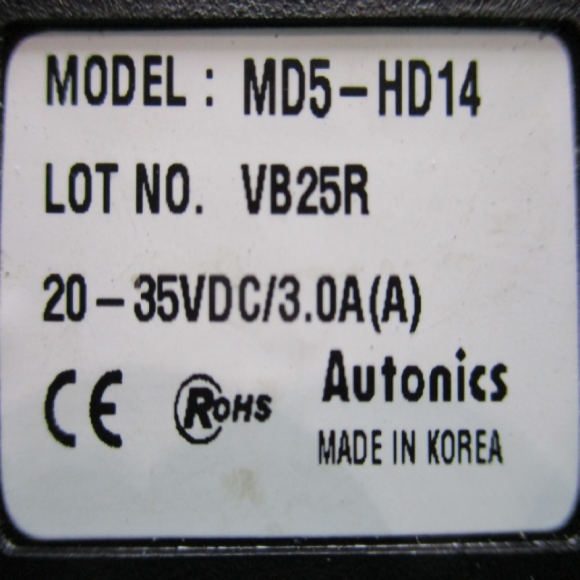 MODEL : MD5-HD14
LOT NO. VB25R
20-35VDC/3.0A(A)
CE RoHS Autonics
MADE IN KOREA